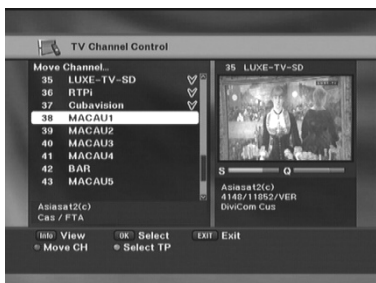 TV Channel Control
Move Channel...
35 LUXE-TV-SD
36 RTPi
37 Cubavision
38 MACAU1
39 MACAU2
40 MACAU3
41 MACAU4
42 BAR
43 MACAU5
Asiasat2(c)
Cas / FTA
35 LUXE-TV-SD
S Q
Asiasat2(c)
4148/11852/VER
DiviCom Cus
Info View OK Select EXIT Exit
Move CH Select TP